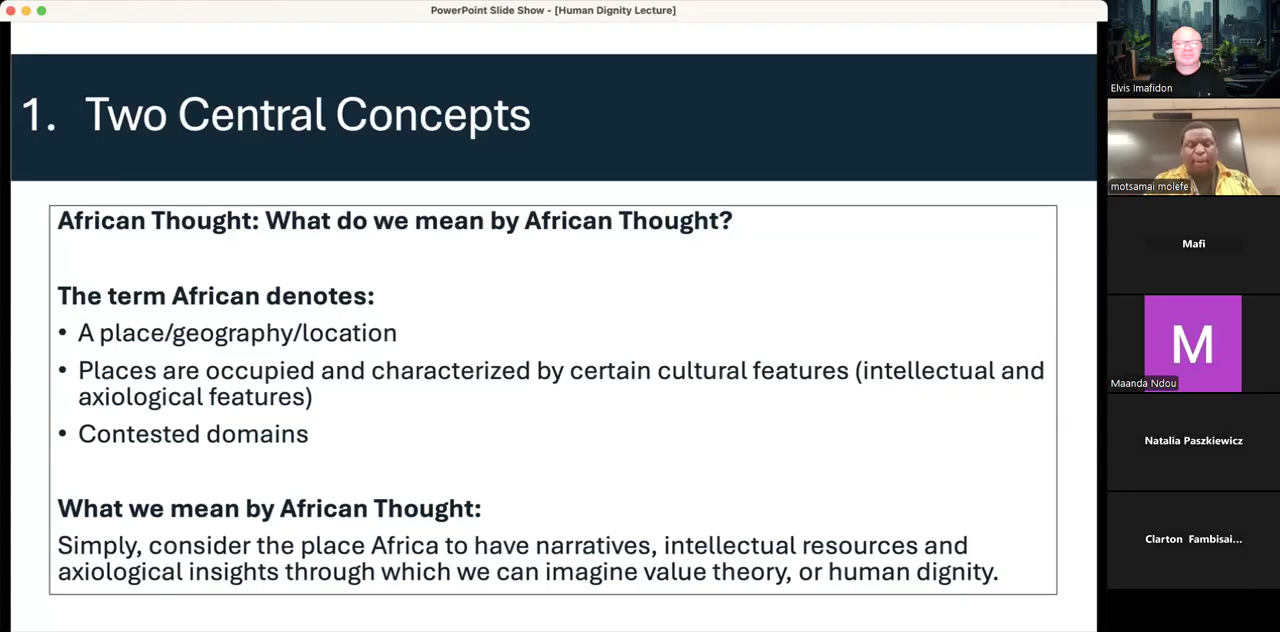 PowerPoint Slide Show - [Human Dignity Lecture]
1. Two Central Concepts
African Thought: What do we mean by African Thought?
The term African denotes:
• A place/geography/location
• Places are occupied and characterized by certain cultural features (intellectual and
axiological features)
• Contested domains
What we mean by African Thought:
Simply, consider the place Africa to have narratives, intellectual resources and
axiological insights through which we can imagine value theory, or human dignity.
Elvis Imafidon
motsamai molefe
Mafi
M
Maanda Ndou
Natalia Paszkiewicz
Clarton Fambisai...